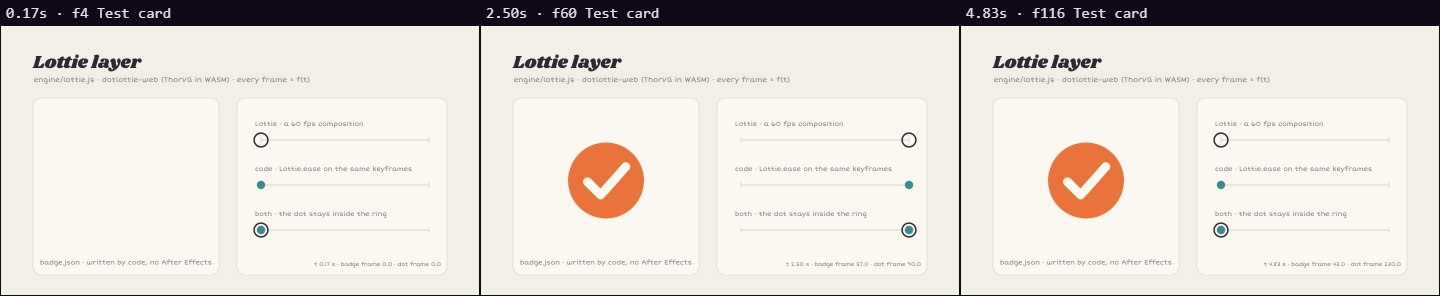 0.17s · f4 Test card
Lottie layer
engine/lottie.js · dotlottie-web (ThorVG in WASM) · every frame = f(t)
Lottie · a 60 fps composition
code · Lottie.ease on the same keyframes
both · the dot stays inside the ring
badge.json · written by code, no After Effects
t 0.17 s · badge frame 0.0 · dot frame 0.0
2.50s · f60 Test card
Lottie layer
engine/lottie.js · dotlottie-web (ThorVG in WASM) · every frame = f(t)
Lottie · a 60 fps composition
code · Lottie.ease on the same keyframes
both · the dot stays inside the ring
badge.json · written by code, no After Effects
t 2.50 s · badge frame 57.0 · dot frame 90.0
4.83s · f116 Test card
Lottie layer
engine/lottie.js · dotlottie-web (ThorVG in WASM) · every frame = f(t)
Lottie · a 60 fps composition
code · Lottie.ease on the same keyframes
both · the dot stays inside the ring
badge.json · written by code, no After Effects
t 4.83 s · badge frame 43.0 · dot frame 230.0